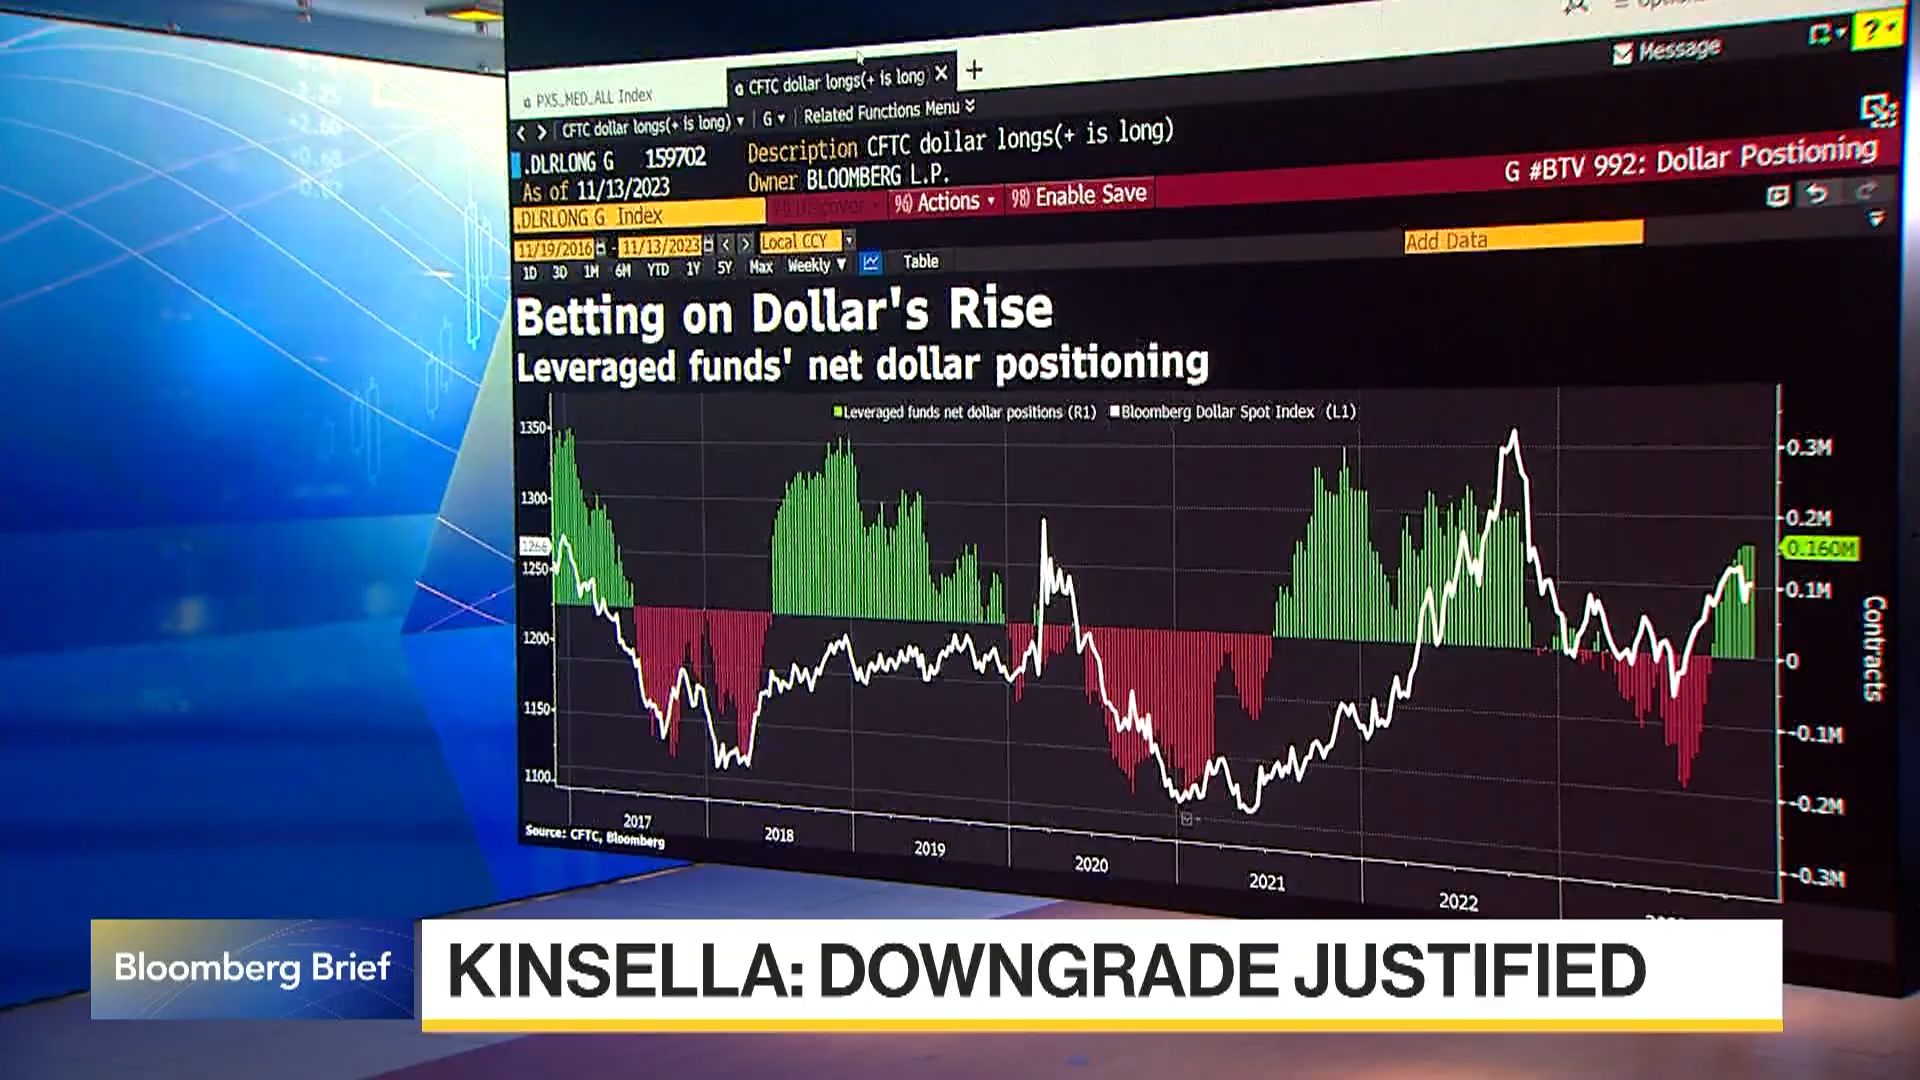 Message
PXS_MED_ALL Index
CFTC dollar longs(+ is long ✕ +
< > CFTC dollar longs(+ is long) G Related Functions Menu
.DLRLONG G 159702 Description CFTC dollar longs(+ is long)
As of 11/13/2023 Owner BLOOMBERG L.P.
G #BTV 992: Dollar Postioning
.DLRLONG G Index 96) Actions 98) Enable Save
11/19/2016 - 11/13/2023 < > Local CCY Add Data
1D 3D 1M 6M YTD 1Y 5Y Max Weekly Table
Betting on Dollar's Rise
Leveraged funds' net dollar positioning
Leveraged funds net dollar positions (R1) Bloomberg Dollar Spot Index (L1)
1350
1300
1266
1250
1200
1150
1100
0.3M
0.2M
0.160M
0.1M
0
-0.1M
-0.2M
-0.3M
Contracts
2017 2018 2019 2020 2021 2022
Source: CFTC, Bloomberg
Bloomberg Brief
KINSELLA: DOWNGRADE JUSTIFIED